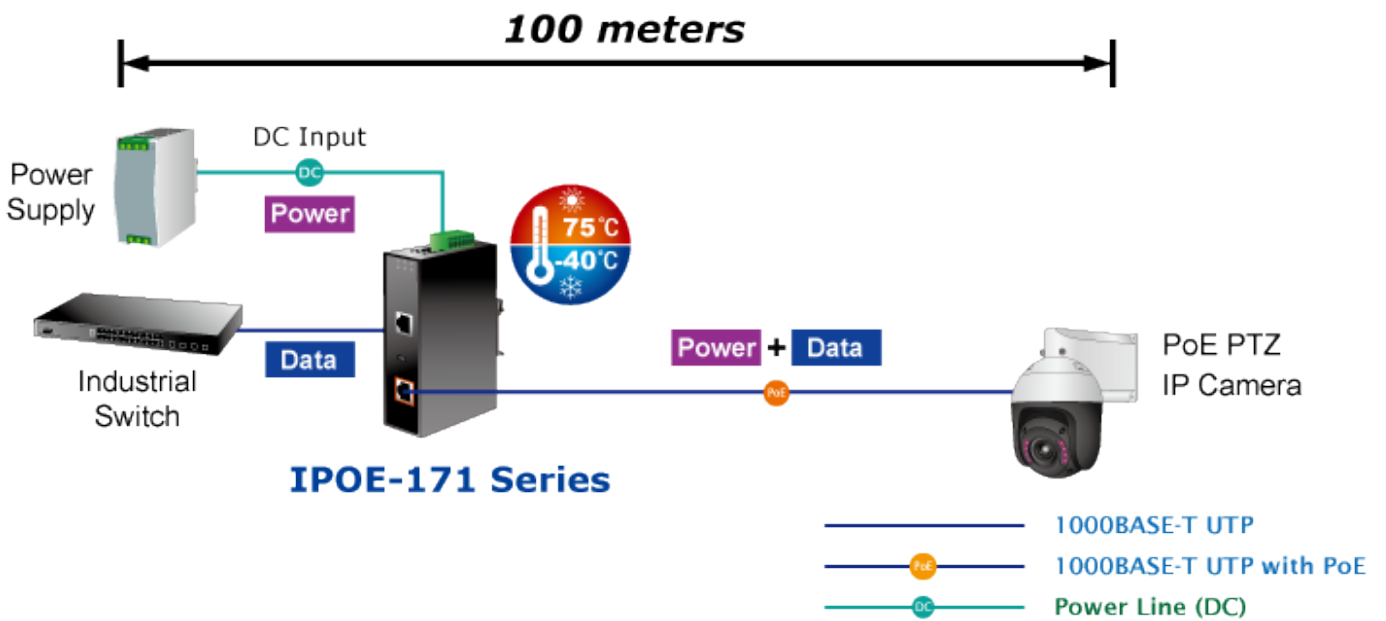 100 meters
DC Input
DC
Power
Supply
Power
75°C
-40°C
Data
Industrial
Switch
Power + Data
PoE
PoE PTZ
IP Camera
IPOE-171 Series
1000BASE-T UTP
PoE
1000BASE-T UTP with PoE
DC
Power Line (DC)